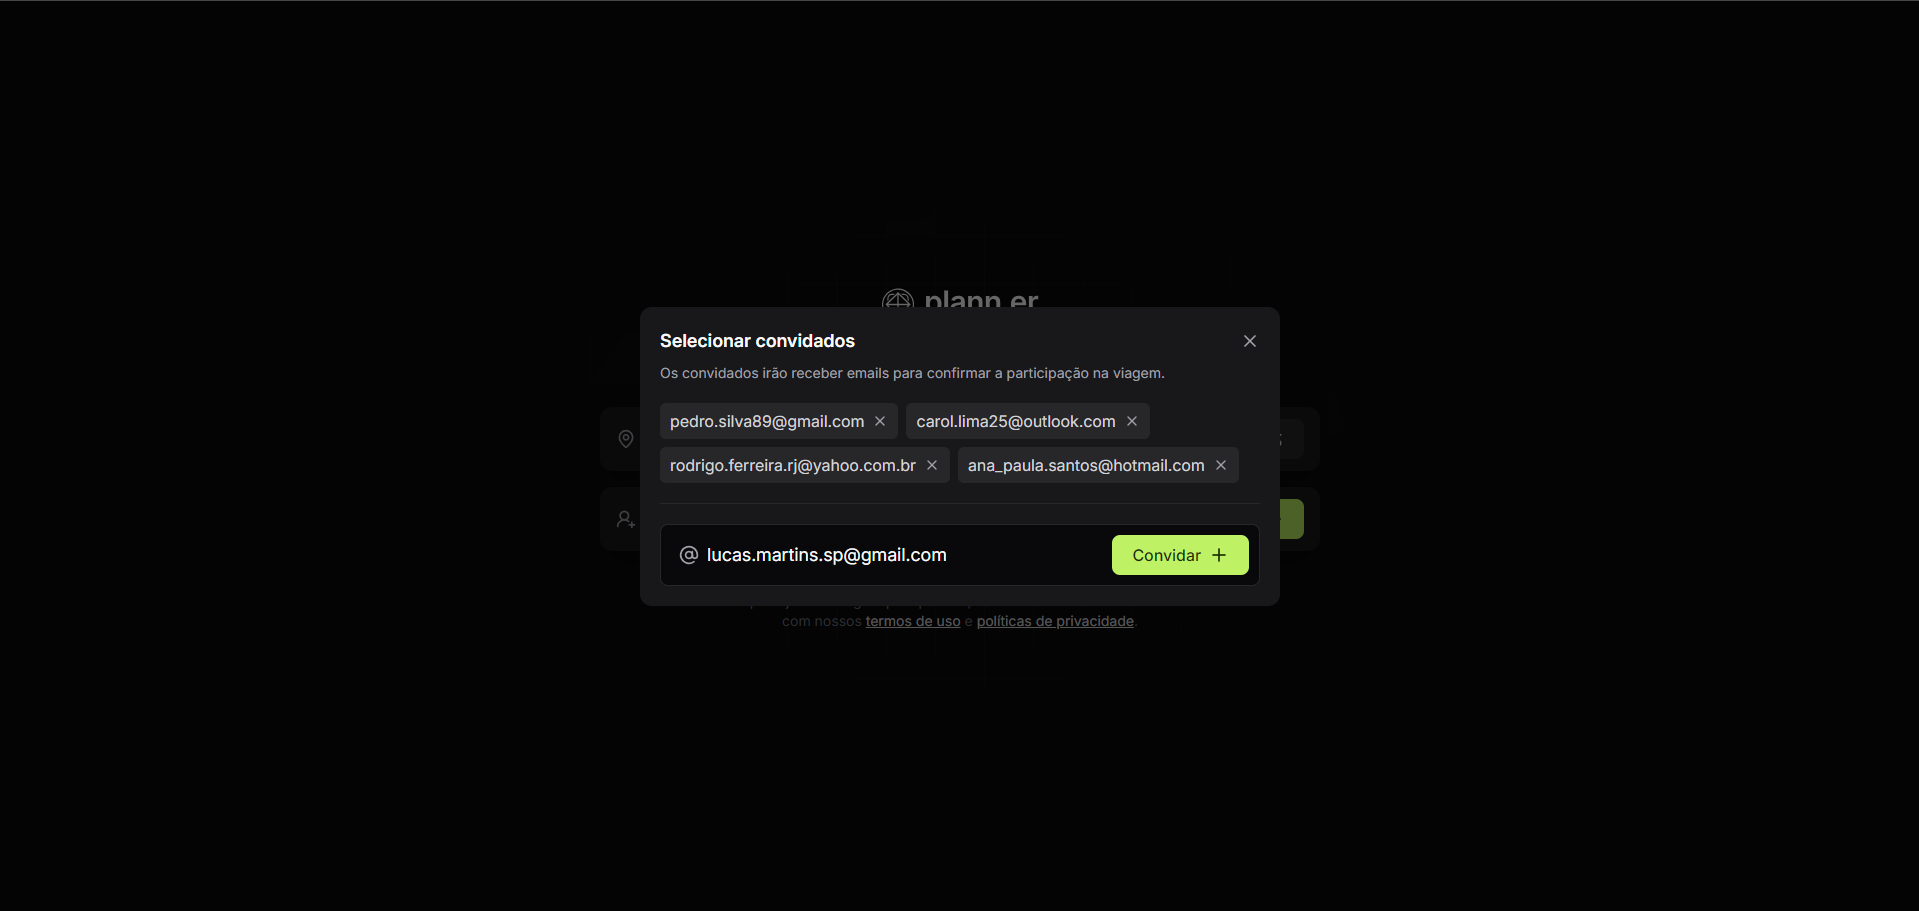 plann.er
Selecionar convidados
Os convidados irão receber emails para confirmar a participação na viagem.
pedro.silva89@gmail.com carol.lima25@outlook.com
rodrigo.ferreira.rj@yahoo.com.br ana_paula.santos@hotmail.com
@ lucas.martins.sp@gmail.com Convidar +
com nossos termos de uso e políticas de privacidade.